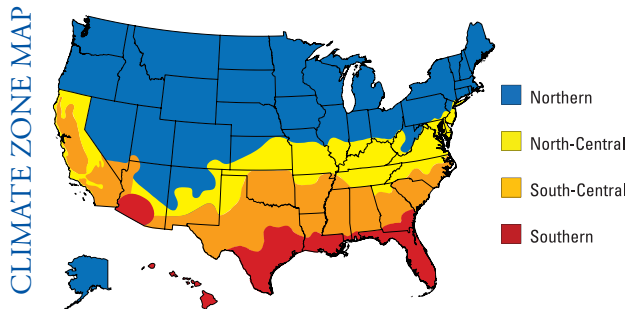 CLIMATE ZONE MAP
Northern
North-Central
South-Central
Southern